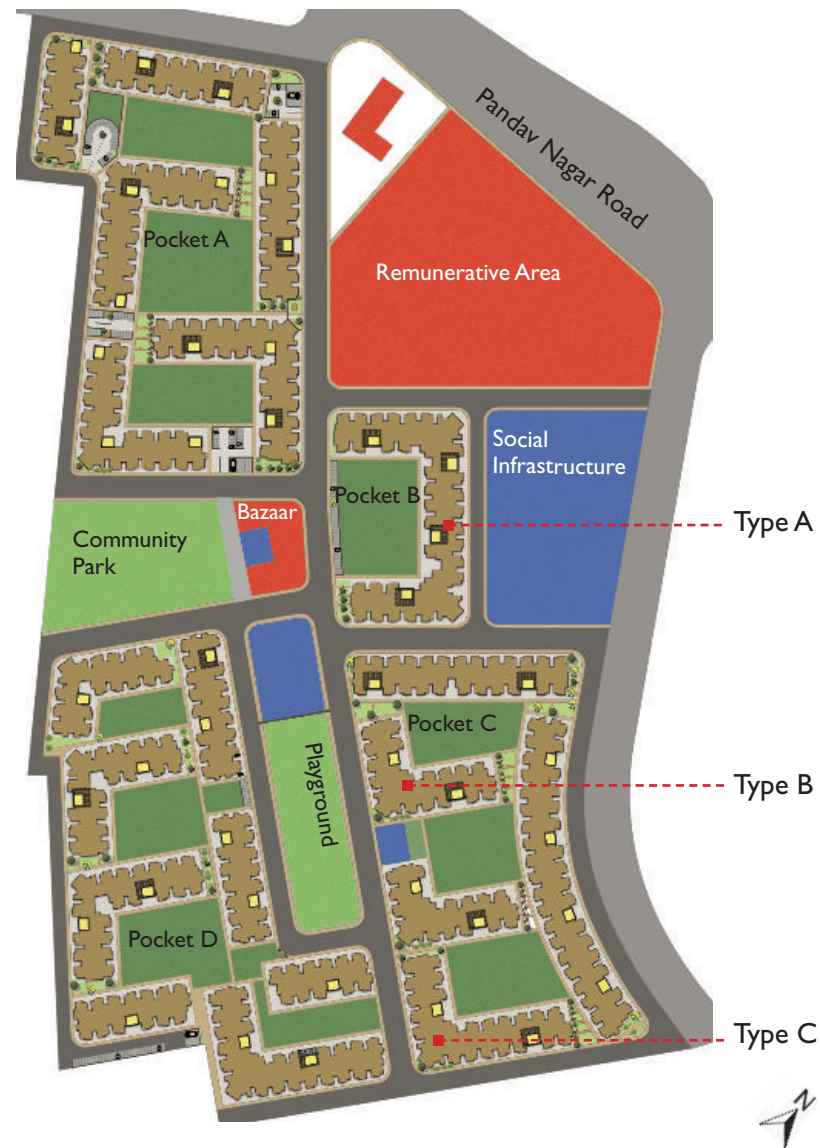 Pandav Nagar Road
Pocket A
Remunerative Area
Social
Infrastructure
Pocket B
Bazaar
Type A
Community
Park
Pocket C
Playground
Type B
Pocket D
Type C
N